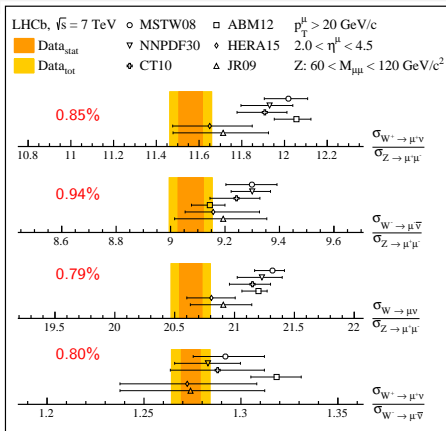 LHCb, √s = 7 TeV
Data_stat
Data_tot
MSTW08
NNPDF30
CT10
ABM12
HERA15
JR09
p_T^μ > 20 GeV/c
2.0 < η^μ < 4.5
Z: 60 < M_μμ < 120 GeV/c²
0.85%
10.8 11 11.2 11.4 11.6 11.8 12 12.2
σ_W⁺ → μ⁺ν
σ_Z → μ⁺μ⁻
0.94%
8.6 8.8 9 9.2 9.4 9.6
σ_W⁻ → μ⁻ν̅
σ_Z → μ⁺μ⁻
0.79%
19.5 20 20.5 21 21.5 22
σ_W → μν
σ_Z → μ⁺μ⁻
0.80%
1.2 1.25 1.3 1.35
σ_W⁺ → μ⁺ν
σ_W⁻ → μ⁻ν̅